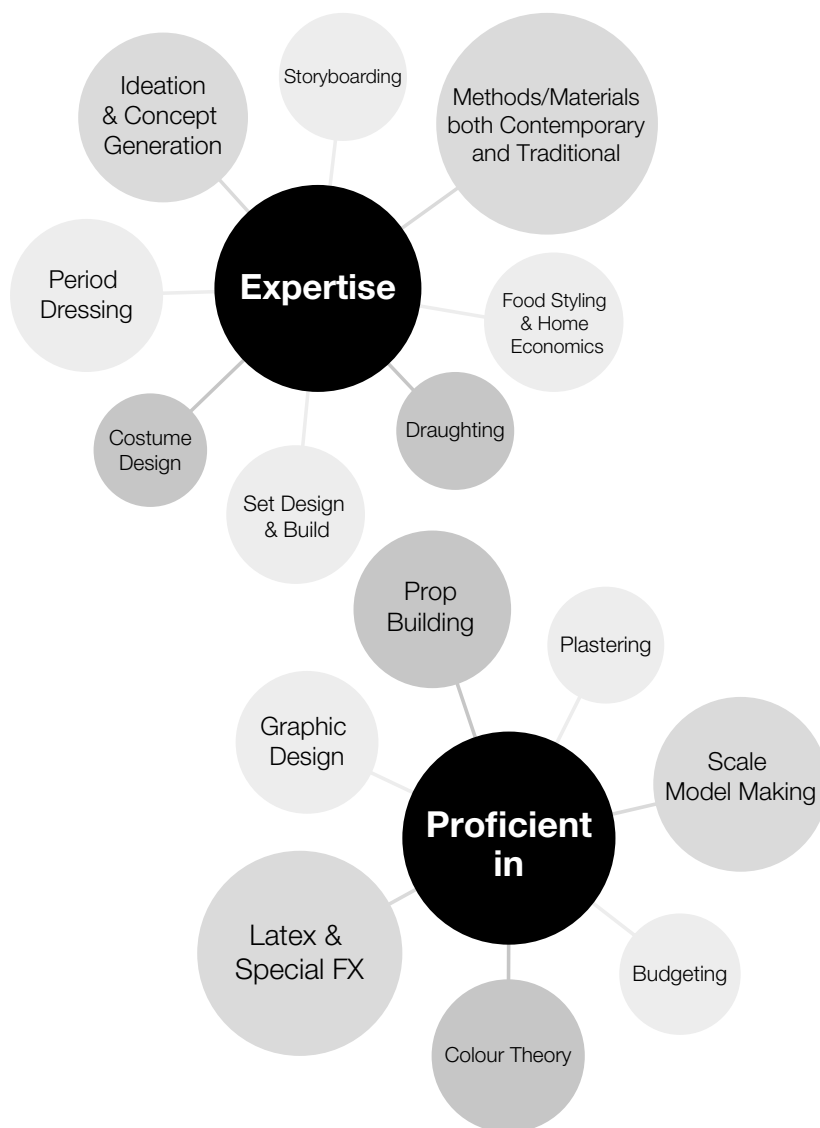 Storyboarding
Ideation
& Concept
Generation
Methods/Materials
both Contemporary
and Traditional
Expertise
Period
Dressing
Food Styling
& Home
Economics
Costume
Design
Draughting
Set Design
& Build
Prop
Building
Plastering
Graphic
Design
Scale
Model Making
Proficient
in
Latex &
Special FX
Budgeting
Colour Theory